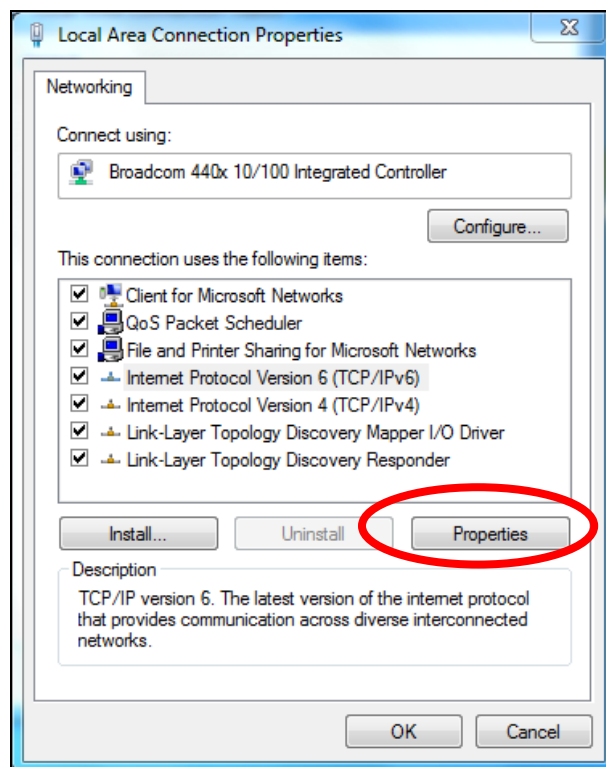 Local Area Connection Properties
Networking
Connect using:
Broadcom 440x 10/100 Integrated Controller
Configure...
This connection uses the following items:
Client for Microsoft Networks
QoS Packet Scheduler
File and Printer Sharing for Microsoft Networks
Internet Protocol Version 6 (TCP/IPv6)
Internet Protocol Version 4 (TCP/IPv4)
Link-Layer Topology Discovery Mapper I/O Driver
Link-Layer Topology Discovery Responder
Install...
Uninstall
Properties
Description
TCP/IP version 6. The latest version of the internet protocol
that provides communication across diverse interconnected
networks.
OK
Cancel